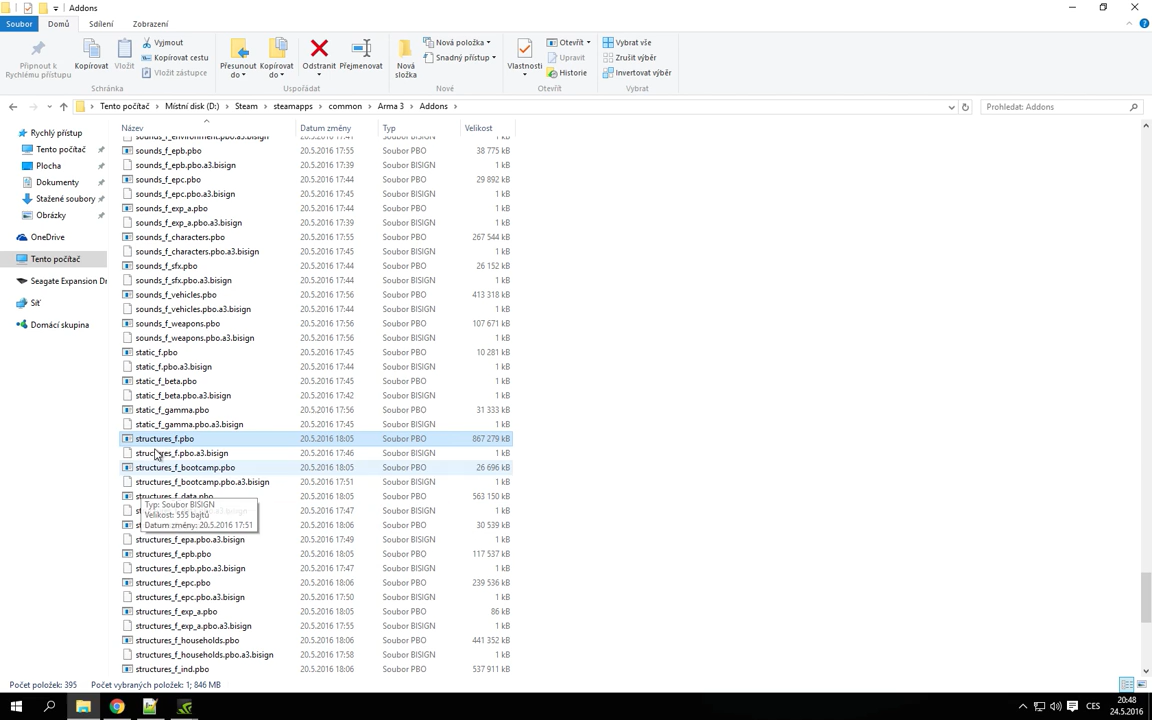 Addons
Soubor Domů Sdílení Zobrazení
Připnout k Rychlému přístupu
Kopírovat
Vložit
Vyjmout
Kopírovat cestu
Vložit zástupce
Schránka
Přesunout do
Kopírovat do
Odstranit
Přejmenovat
Uspořádat
Nová složka
Nová položka
Snadný přístup
Nové
Vlastnosti
Otevřít
Upravit
Historie
Otevřít
Vybrat vše
Zrušit výběr
Invertovat výběr
Vybrat
Tento počítač > Místní disk (D:) > Steam > steamapps > common > Arma 3 > Addons >
Prohledat: Addons
Rychlý přístup
Tento počítač
Plocha
Dokumenty
Stažené soubory
Obrázky
OneDrive
Tento počítač
Seagate Expansion Dr
Síť
Domácí skupina
Název Datum změny Typ Velikost
sounds_f_environment.pbo.a3.bisign 20.5.2016 17:41 Soubor BISIGN 1 kB
sounds_f_epb.pbo 20.5.2016 17:55 Soubor PBO 38 775 kB
sounds_f_epb.pbo.a3.bisign 20.5.2016 17:39 Soubor BISIGN 1 kB
sounds_f_epc.pbo 20.5.2016 17:44 Soubor PBO 29 892 kB
sounds_f_epc.pbo.a3.bisign 20.5.2016 17:45 Soubor BISIGN 1 kB
sounds_f_exp_a.pbo 20.5.2016 17:44 Soubor PBO 1 kB
sounds_f_exp_a.pbo.a3.bisign 20.5.2016 17:39 Soubor BISIGN 1 kB
sounds_f_characters.pbo 20.5.2016 17:55 Soubor PBO 267 544 kB
sounds_f_characters.pbo.a3.bisign 20.5.2016 17:45 Soubor BISIGN 1 kB
sounds_f_sfx.pbo 20.5.2016 17:44 Soubor PBO 26 152 kB
sounds_f_sfx.pbo.a3.bisign 20.5.2016 17:44 Soubor BISIGN 1 kB
sounds_f_vehicles.pbo 20.5.2016 17:56 Soubor PBO 413 318 kB
sounds_f_vehicles.pbo.a3.bisign 20.5.2016 17:44 Soubor BISIGN 1 kB
sounds_f_weapons.pbo 20.5.2016 17:56 Soubor PBO 107 671 kB
sounds_f_weapons.pbo.a3.bisign 20.5.2016 17:56 Soubor BISIGN 1 kB
static_f.pbo 20.5.2016 17:45 Soubor PBO 10 281 kB
static_f.pbo.a3.bisign 20.5.2016 17:44 Soubor BISIGN 1 kB
static_f_beta.pbo 20.5.2016 17:45 Soubor PBO 1 kB
static_f_beta.pbo.a3.bisign 20.5.2016 17:42 Soubor BISIGN 1 kB
static_f_gamma.pbo 20.5.2016 17:56 Soubor PBO 31 333 kB
static_f_gamma.pbo.a3.bisign 20.5.2016 17:45 Soubor BISIGN 1 kB
structures_f.pbo 20.5.2016 18:05 Soubor PBO 867 279 kB
structures_f.pbo.a3.bisign 20.5.2016 17:46 Soubor BISIGN 1 kB
structures_f_bootcamp.pbo 20.5.2016 18:05 Soubor PBO 26 696 kB
structures_f_bootcamp.pbo.a3.bisign 20.5.2016 17:51 Soubor BISIGN 1 kB
structures_f_data.pbo 20.5.2016 18:05 Soubor PBO 563 150 kB
20.5.2016 17:47 Soubor BISIGN 1 kB
20.5.2016 18:06 Soubor PBO 30 539 kB
Typ: Soubor BISIGN
Velikost: 555 bajtů
Datum změny: 20.5.2016 17:51
structures_f_epa.pbo.a3.bisign 20.5.2016 17:49 Soubor BISIGN 1 kB
structures_f_epb.pbo 20.5.2016 18:05 Soubor PBO 117 537 kB
structures_f_epb.pbo.a3.bisign 20.5.2016 17:47 Soubor BISIGN 1 kB
structures_f_epc.pbo 20.5.2016 18:06 Soubor PBO 239 536 kB
structures_f_epc.pbo.a3.bisign 20.5.2016 17:50 Soubor BISIGN 1 kB
structures_f_exp_a.pbo 20.5.2016 18:05 Soubor PBO 86 kB
structures_f_exp_a.pbo.a3.bisign 20.5.2016 17:55 Soubor BISIGN 1 kB
structures_f_households.pbo 20.5.2016 18:06 Soubor PBO 441 352 kB
structures_f_households.pbo.a3.bisign 20.5.2016 17:58 Soubor BISIGN 1 kB
structures_f_ind.pbo 20.5.2016 18:06 Soubor PBO 537 911 kB
Počet položek: 395 Počet vybraných položek: 1; 846 MB
CES
20:48
24.5.2016